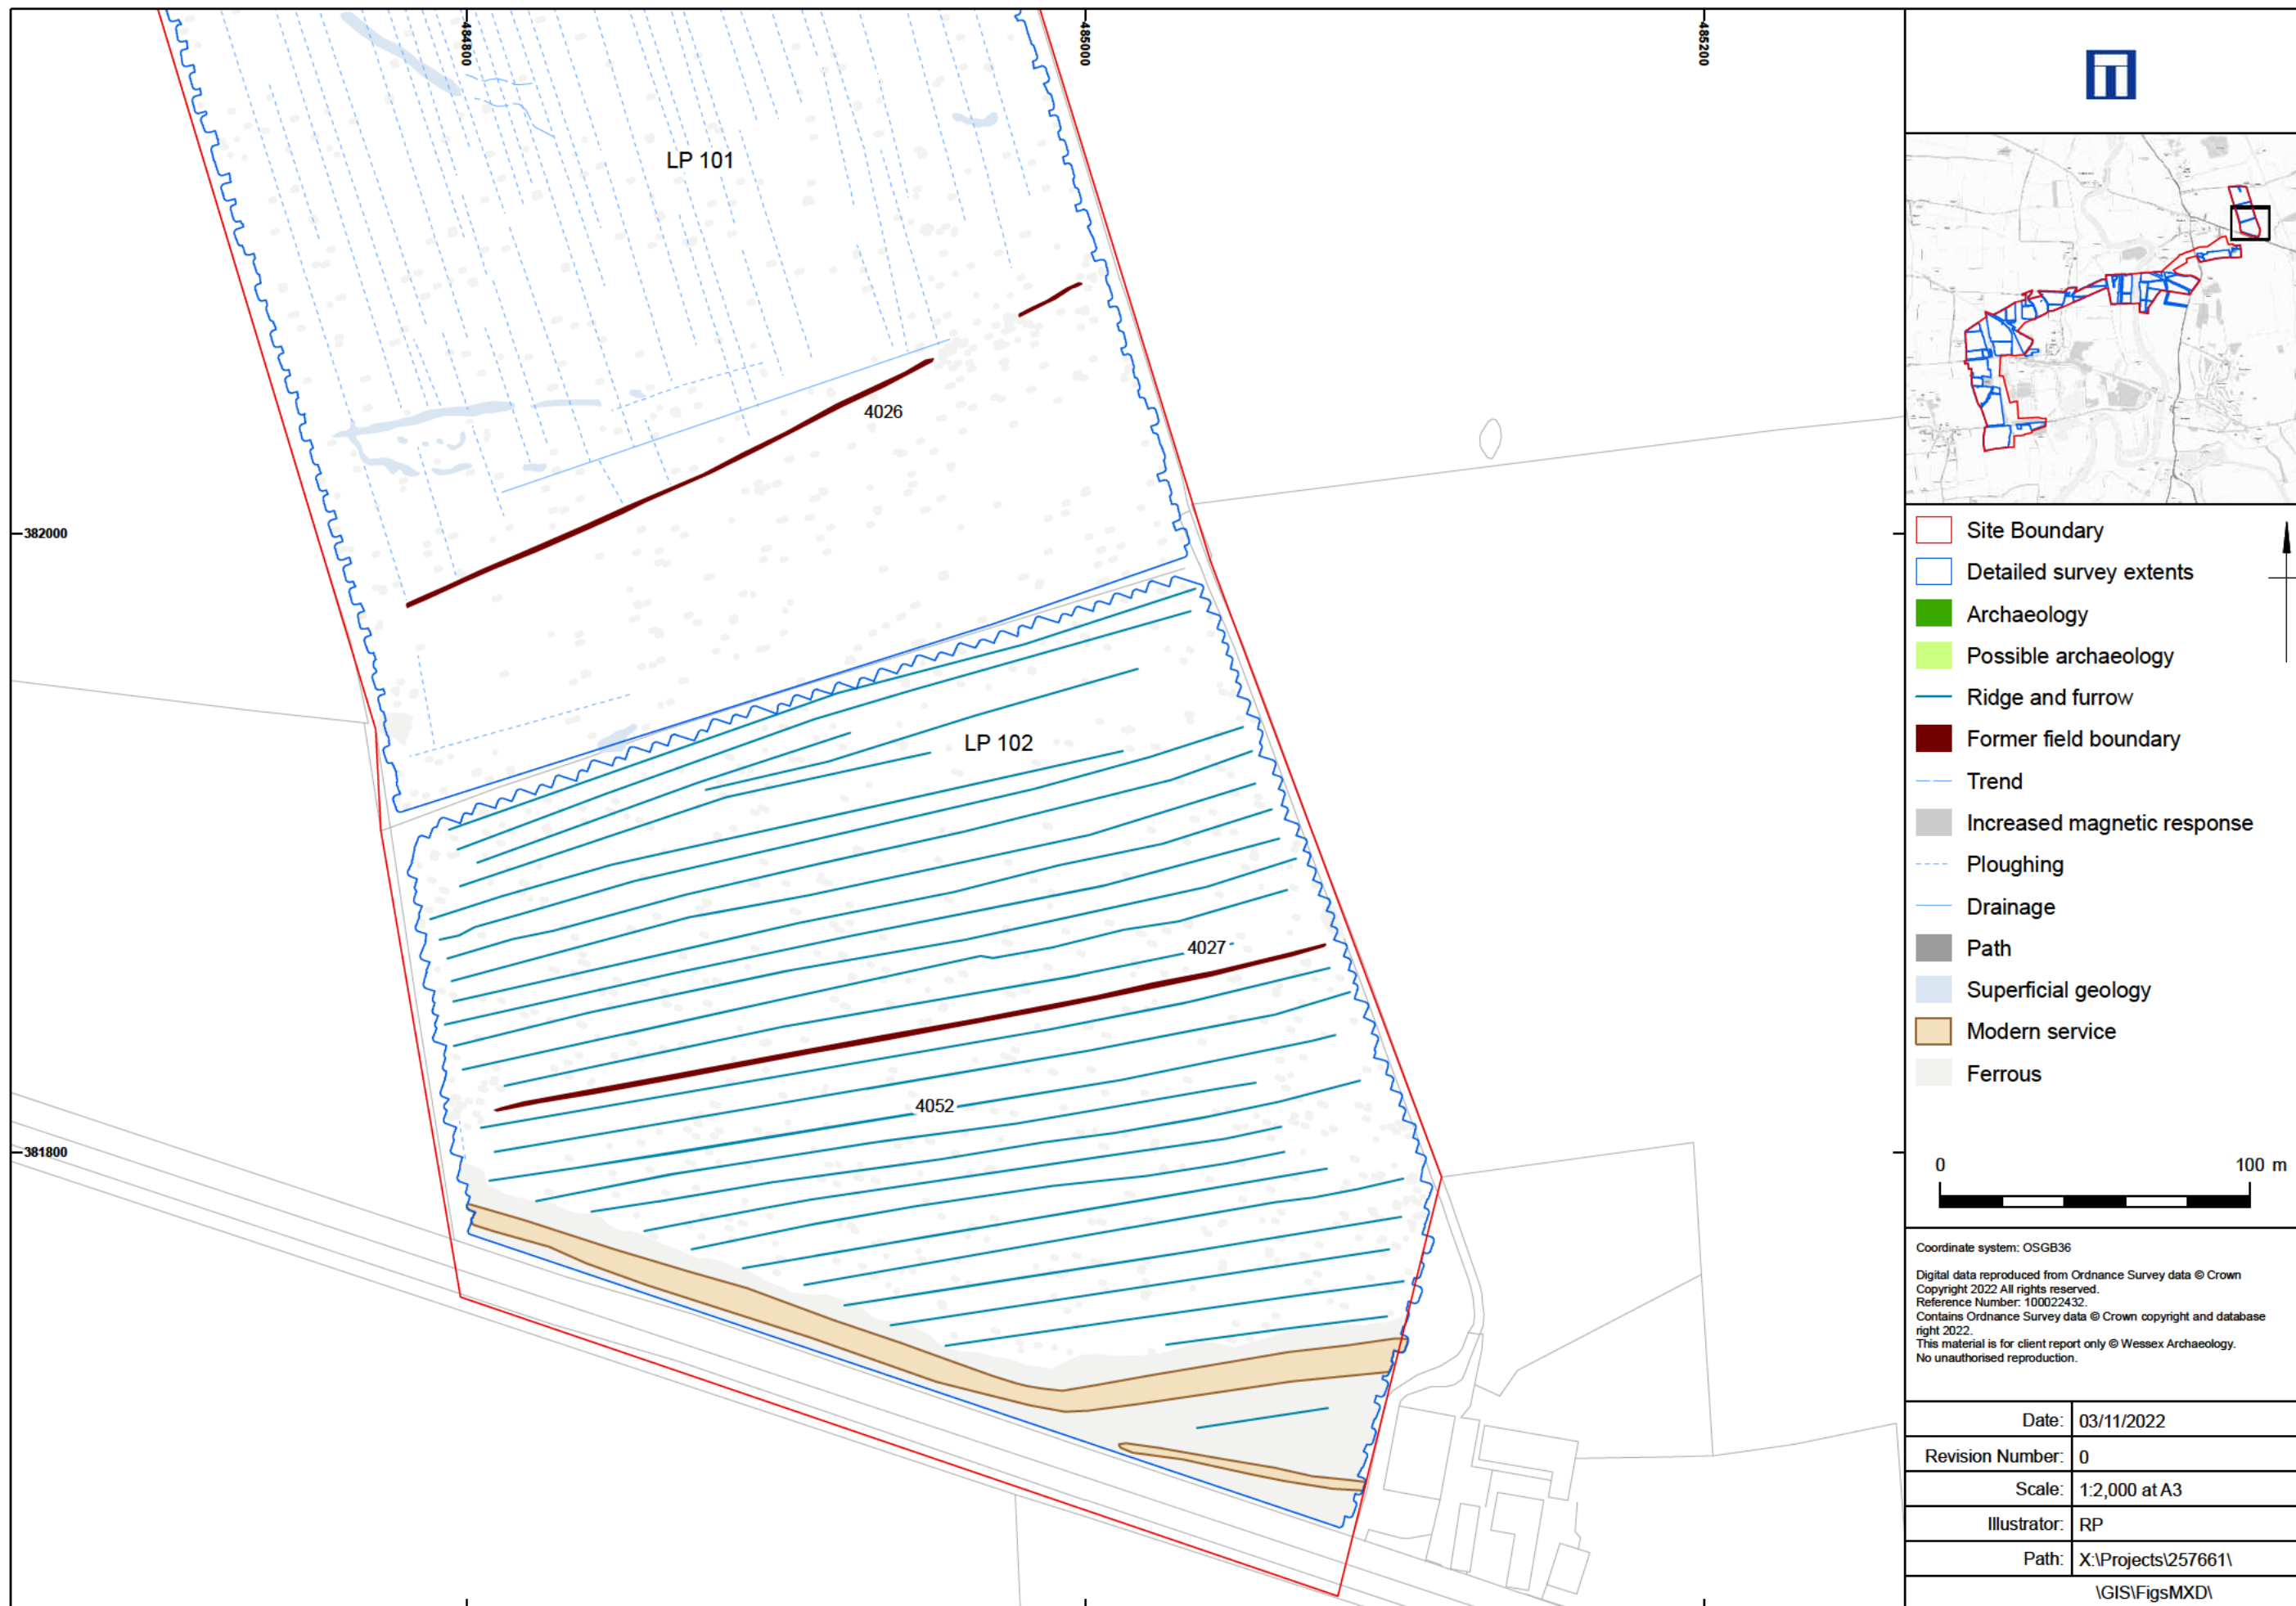 484800
485000
485200
LP 101
4026
382000
LP 102
4027
4052
381800
Site Boundary
Detailed survey extents
Archaeology
Possible archaeology
Ridge and furrow
Former field boundary
Trend
Increased magnetic response
Ploughing
Drainage
Path
Superficial geology
Modern service
Ferrous
0 100 m
Coordinate system: OSGB36
Digital data reproduced from Ordnance Survey data © Crown
Copyright 2022 All rights reserved.
Reference Number: 100022432.
Contains Ordnance Survey data © Crown copyright and database
right 2022.
This material is for client report only © Wessex Archaeology.
No unauthorised reproduction.
Date: 03/11/2022
Revision Number: 0
Scale: 1:2,000 at A3
Illustrator: RP
Path: X:\Projects\257661\
\GIS\FigsMXD\